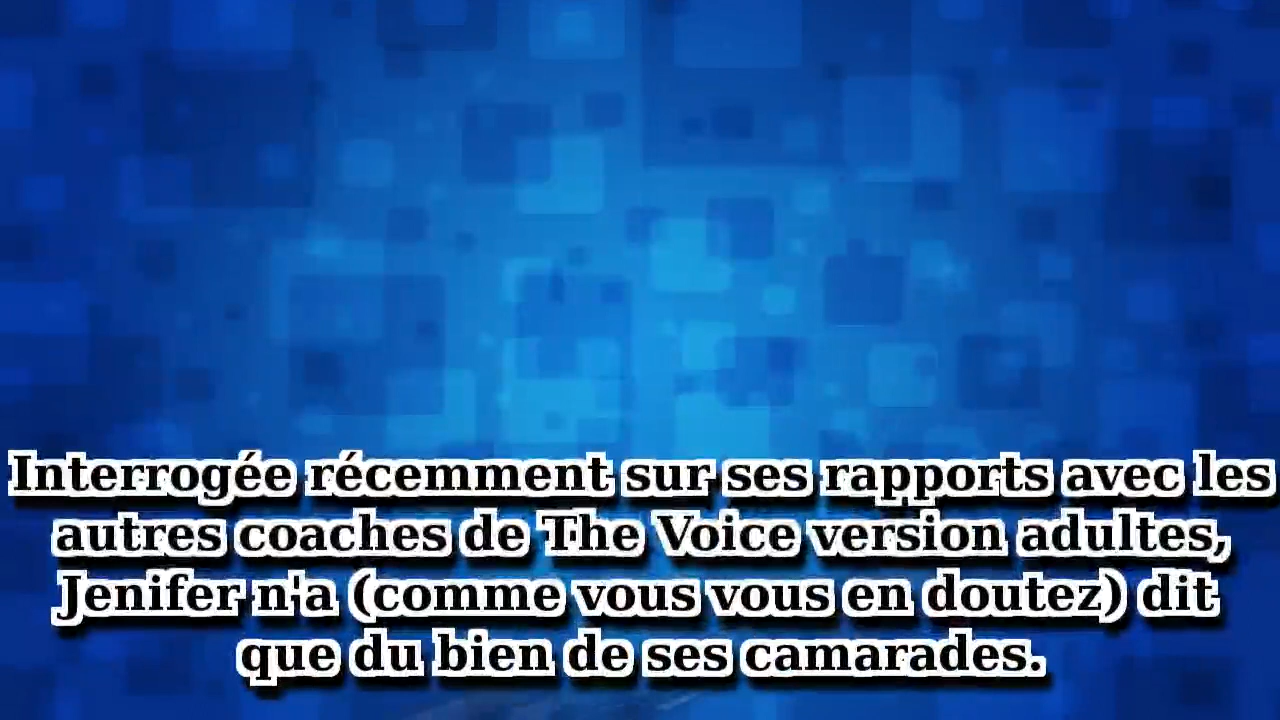 Interrogée récemment sur ses rapports avec les
autres coaches de The Voice version adultes,
Jenifer n'a (comme vous vous en doutez) dit
que du bien de ses camarades.